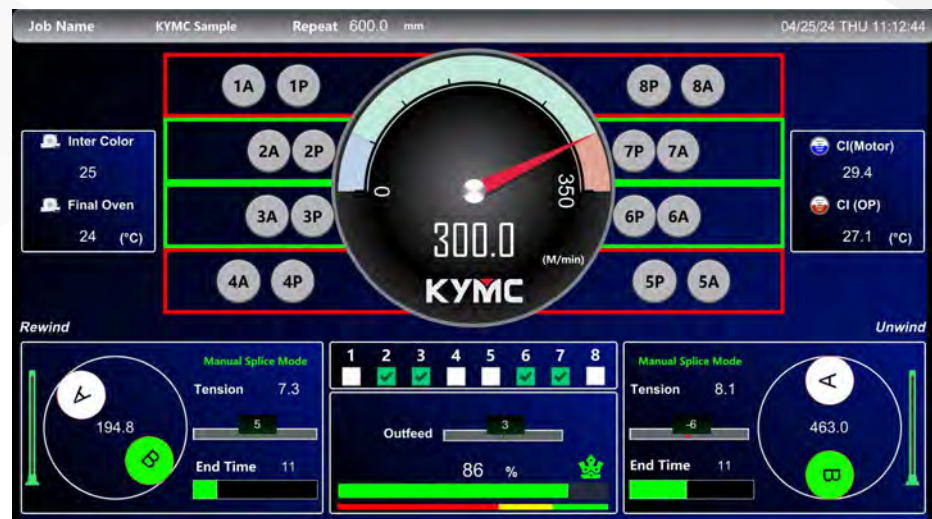 Job Name KYMC Sample Repeat 600.0 mm 04/25/24 THU 11:12:44
1A 1P 8P 8A
Inter Color
25
Final Oven
24 (°C)
2A 2P 7P 7A
3A 3P 6P 6A
4A 4P 5P 5A
0 350
300.0
(M/min)
KYMC
CI(Motor)
29.4
CI (OP)
27.1 (°C)
Rewind
Manual Splice Mode
A
194.8
B
Tension 7.3
5
End Time 11
1 2 3 4 5 6 7 8
Outfeed 3
86 %
Unwind
Manual Splice Mode
Tension 8.1
-6
End Time 11
A
463.0
B